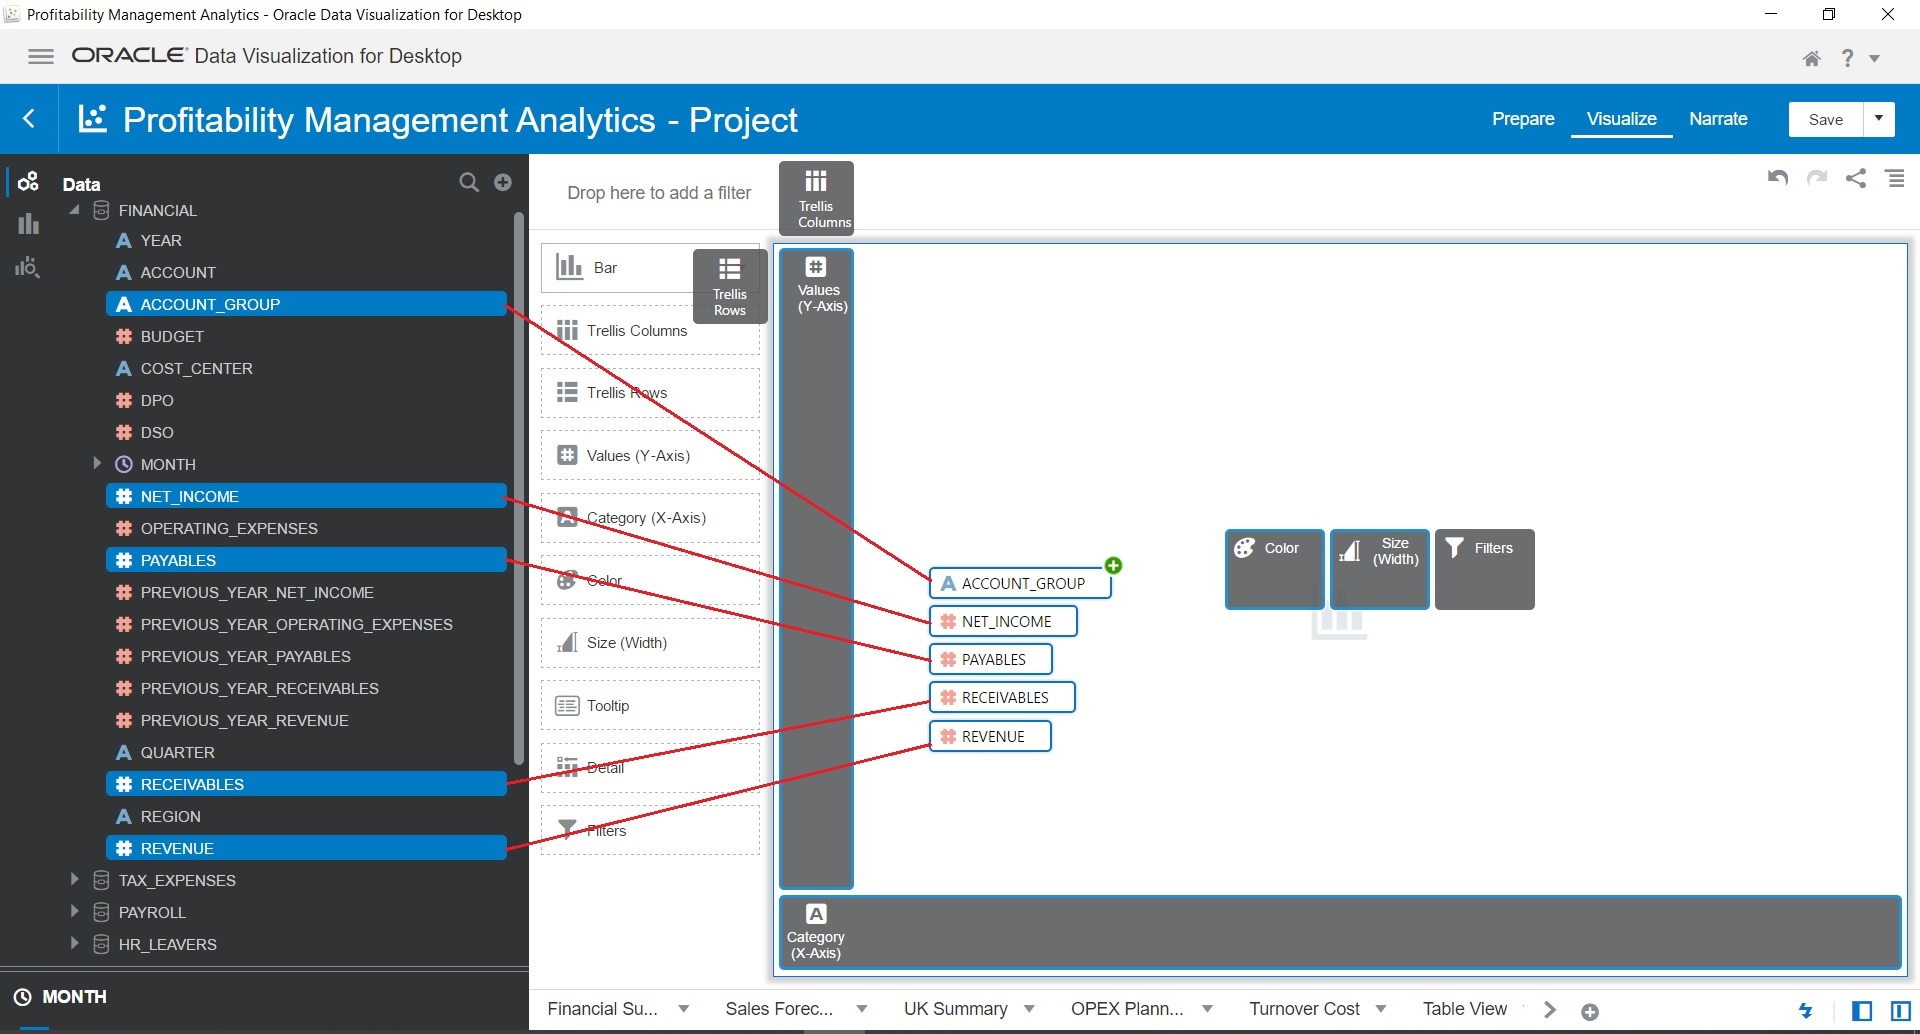 Profitability Management Analytics - Oracle Data Visualization for Desktop
ORACLE Data Visualization for Desktop
?
Profitability Management Analytics - Project
Prepare
Visualize
Narrate
Save
Data
FINANCIAL
A YEAR
A ACCOUNT
A ACCOUNT_GROUP
# BUDGET
A COST_CENTER
# DPO
# DSO
MONTH
# NET_INCOME
# OPERATING_EXPENSES
# PAYABLES
# PREVIOUS_YEAR_NET_INCOME
# PREVIOUS_YEAR_OPERATING_EXPENSES
# PREVIOUS_YEAR_PAYABLES
# PREVIOUS_YEAR_RECEIVABLES
# PREVIOUS_YEAR_REVENUE
A QUARTER
# RECEIVABLES
A REGION
# REVENUE
TAX_EXPENSES
PAYROLL
HR_LEAVERS
MONTH
Drop here to add a filter
Trellis
Columns
Bar
Trellis
Rows
Trellis Columns
Trellis Rows
# Values (Y-Axis)
A Category (X-Axis)
Color
Size (Width)
Tooltip
Detail
Filters
#
Values
(Y-Axis)
A ACCOUNT_GROUP
# NET_INCOME
# PAYABLES
# RECEIVABLES
# REVENUE
Color
Size
(Width)
Filters
A
Category
(X-Axis)
Financial Su...
Sales Forec...
UK Summary
OPEX Plann...
Turnover Cost
Table View